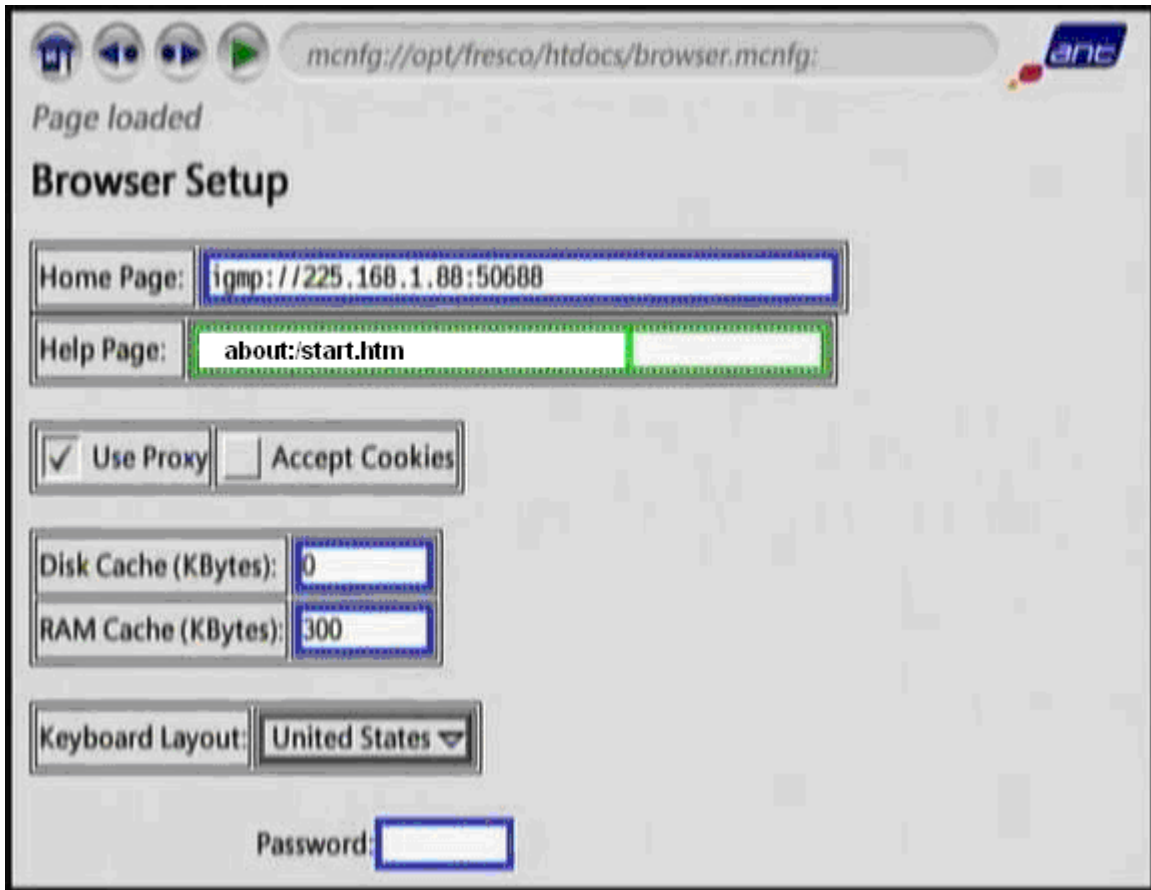 mcnfg://opt/fresco/htdocs/browser.mcnfg:
ant
Page loaded
Browser Setup
Home Page: igmp://225.168.1.88:50688
Help Page: about:/start.htm
Use Proxy Accept Cookies
Disk Cache (KBytes): 0
RAM Cache (KBytes): 300
Keyboard Layout: United States
Password: